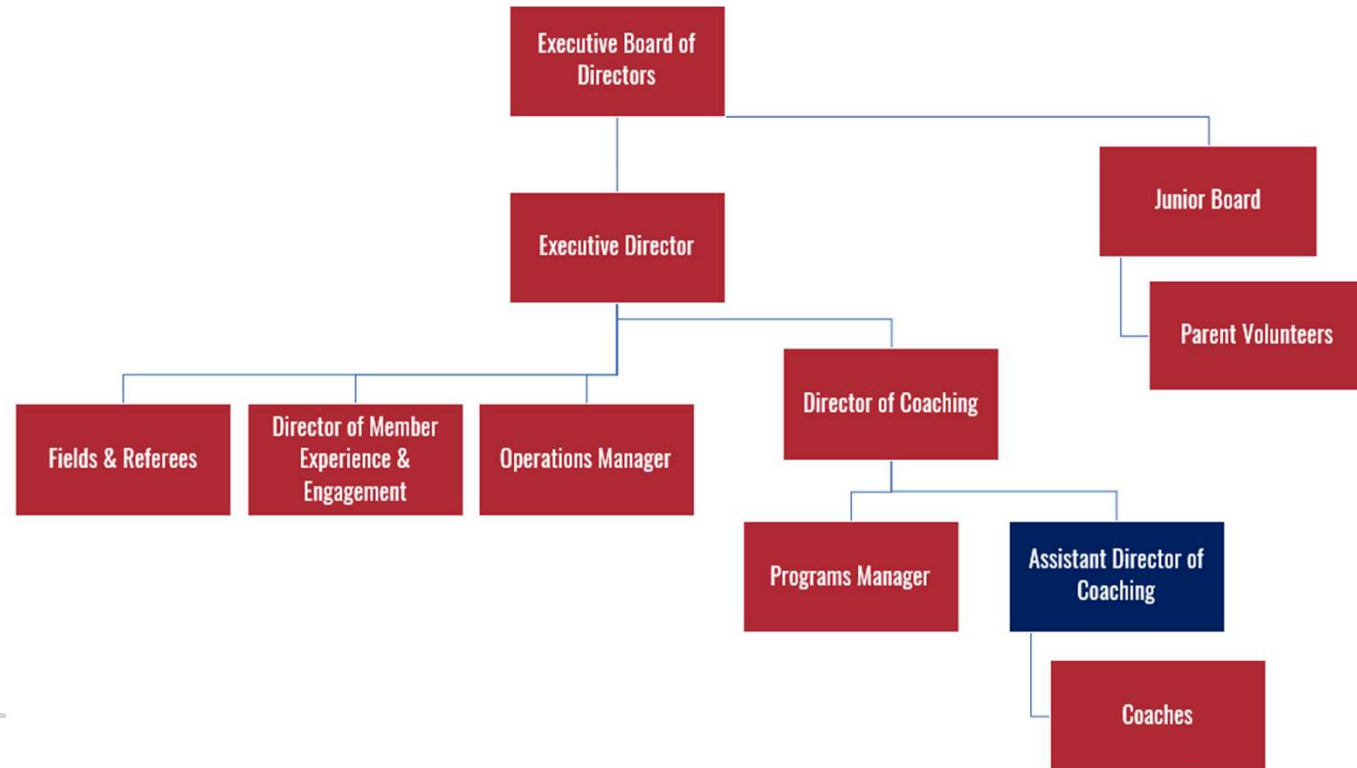 Executive Board of
Directors
Junior Board
Executive Director
Parent Volunteers
Director of Coaching
Fields & Referees
Director of Member
Experience &
Engagement
Operations Manager
Programs Manager
Assistant Director of
Coaching
Coaches